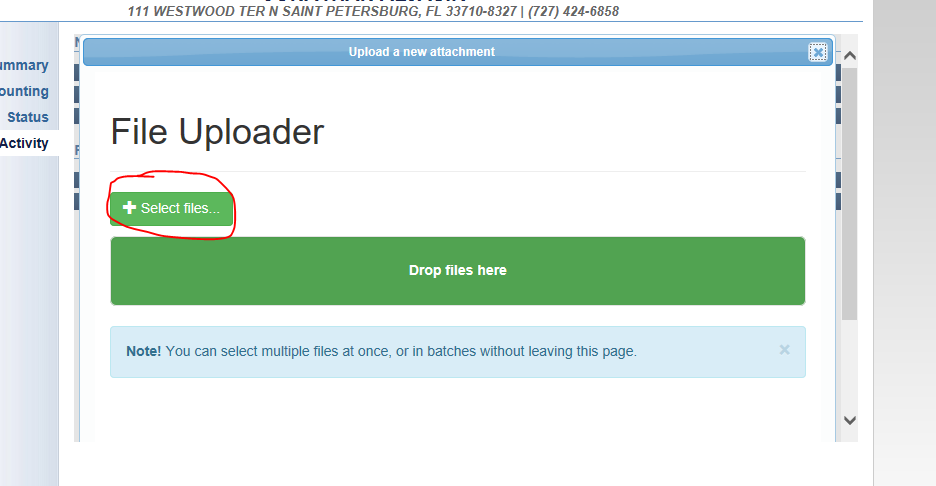 111 WESTWOOD TER N SAINT PETERSBURG, FL 33710-8327 | (727) 424-6858
Upload a new attachment
ummary
ounting
Status
Activity
File Uploader
Select files...
Drop files here
Note! You can select multiple files at once, or in batches without leaving this page.